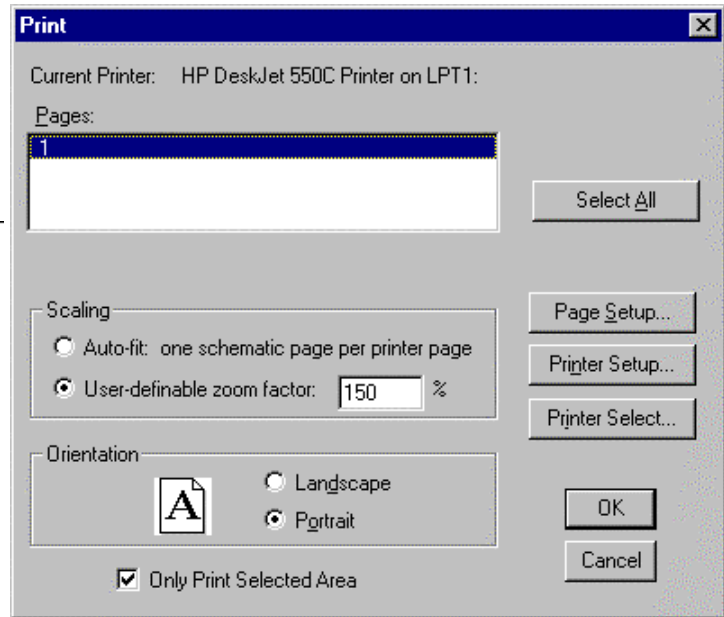 Print
Current Printer: HP DeskJet 550C Printer on LPT1:
Pages:
1
Select All
Scaling
Auto-fit: one schematic page per printer page
User-definable zoom factor: 150 %
Page Setup...
Printer Setup...
Printer Select...
Orientation
A
Landscape
Portrait
OK
Cancel
Only Print Selected Area